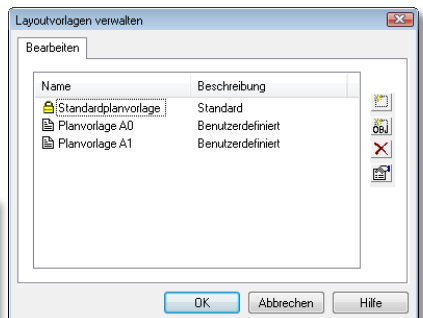 Layoutvorlagen verwalten
Bearbeiten
Name Beschreibung
Standardplanvorlage Standard
Planvorlage A0 Benutzerdefiniert
Planvorlage A1 Benutzerdefiniert
OBJ
OK Abbrechen Hilfe